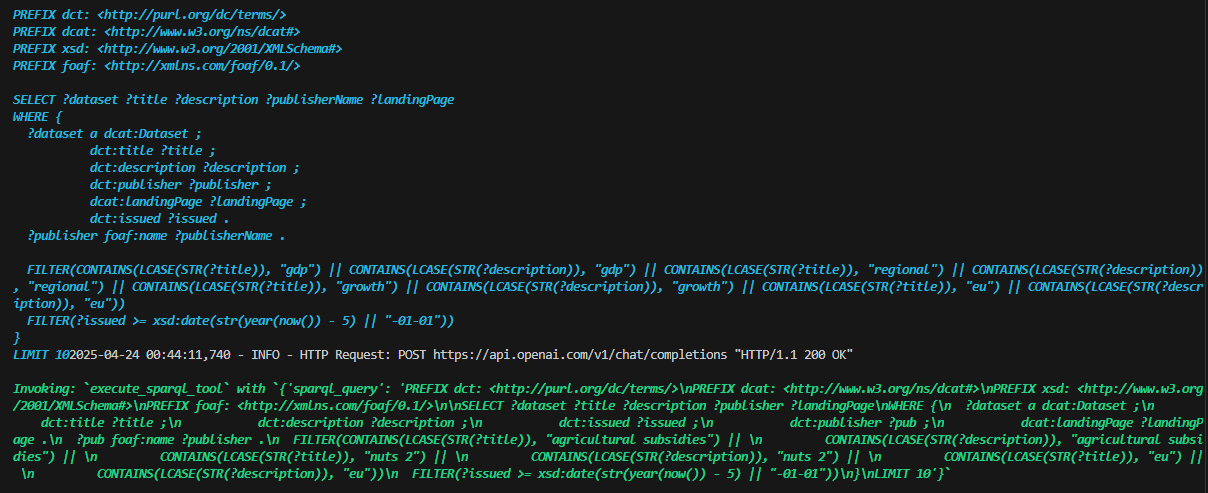 PREFIX dct: <http://purl.org/dc/terms/>
PREFIX dcat: <http://www.w3.org/ns/dcat#>
PREFIX xsd: <http://www.w3.org/2001/XMLSchema#>
PREFIX foaf: <http://xmlns.com/foaf/0.1/>

SELECT ?dataset ?title ?description ?publisherName ?landingPage
WHERE {
  ?dataset a dcat:Dataset ;
           dct:title ?title ;
           dct:description ?description ;
           dct:publisher ?publisher ;
           dcat:landingPage ?landingPage ;
           dct:issued ?issued .
  ?publisher foaf:name ?publisherName .

  FILTER(CONTAINS(LCASE(STR(?title)), "gdp") || CONTAINS(LCASE(STR(?description)), "gdp") || CONTAINS(LCASE(STR(?title)), "regional") || CONTAINS(LCASE(STR(?description))
, "regional") || CONTAINS(LCASE(STR(?title)), "growth") || CONTAINS(LCASE(STR(?description)), "growth") || CONTAINS(LCASE(STR(?title)), "eu") || CONTAINS(LCASE(STR(?descr
iption)), "eu"))
  FILTER(?issued >= xsd:date(str(year(now()) - 5) || "-01-01"))
}
LIMIT 102025-04-24 00:44:11,740 - INFO - HTTP Request: POST https://api.openai.com/v1/chat/completions "HTTP/1.1 200 OK"

Invoking: `execute_sparql_tool` with `{'sparql_query': 'PREFIX dct: <http://purl.org/dc/terms/>\nPREFIX dcat: <http://www.w3.org/ns/dcat#>\nPREFIX xsd: <http://www.w3.org
/2001/XMLSchema#>\nPREFIX foaf: <http://xmlns.com/foaf/0.1/>\n\nSELECT ?dataset ?title ?description ?publisher ?landingPage\nWHERE {\n  ?dataset a dcat:Dataset ;\n
    dct:title ?title ;\n           dct:description ?description ;\n           dct:issued ?issued ;\n           dct:publisher ?pub ;\n           dcat:landingPage ?landingP
age .\n  ?pub foaf:name ?publisher .\n  FILTER(CONTAINS(LCASE(STR(?title)), "agricultural subsidies") || \n         CONTAINS(LCASE(STR(?description)), "agricultural subsi
dies") || \n         CONTAINS(LCASE(STR(?title)), "nuts 2") || \n         CONTAINS(LCASE(STR(?description)), "nuts 2") || \n         CONTAINS(LCASE(STR(?title)), "eu") ||
 \n         CONTAINS(LCASE(STR(?description)), "eu"))\n  FILTER(?issued >= xsd:date(str(year(now()) - 5) || "-01-01"))\n}\nLIMIT 10'}`